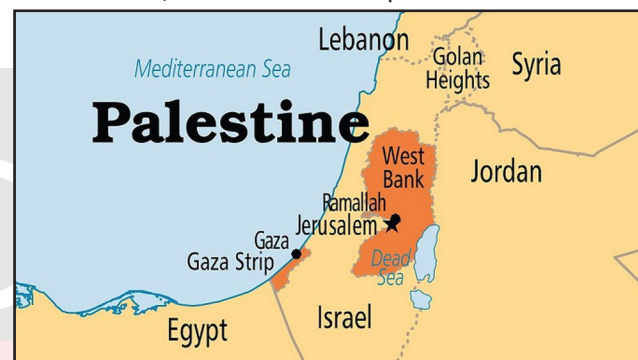 Lebanon
Golan
Heights
Syria
Mediterranean Sea
Palestine
West
Bank
Jordan
Ramallah
Jerusalem
Gaza
Gaza Strip
Dead
Sea
Israel
Egypt